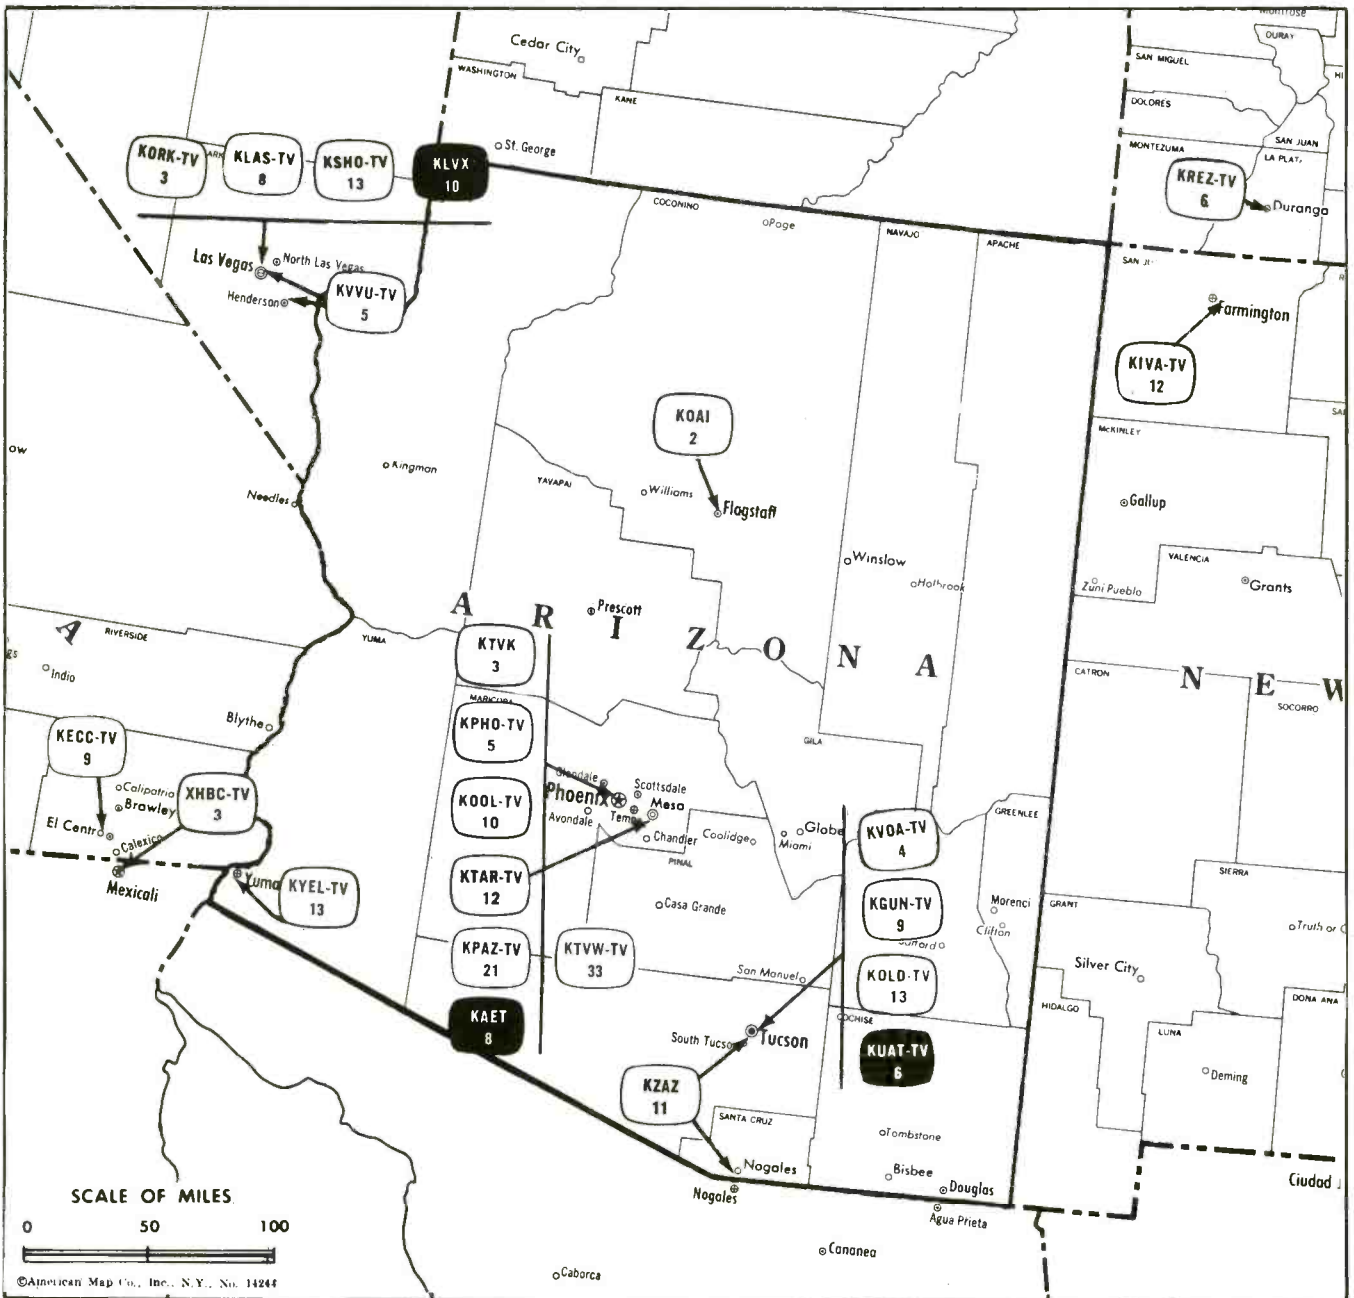 Montrose
OURAY
Cedar City
SAN MIGUEL
WASHINGTON
KANE
DOLORES
SAN JUAN
MONTEZUMA
LA PLAT
St. George
KORK-TV
3
KLAS-TV
8
KSHO-TV
13
KLVX
10
KREZ-TV
6
Duranga
COCONINO
Page
NAVAJO
APACHE
SAN JU
Las Vegas
North Las Vegas
Henderson
KVVU-TV
5
Farmington
KIVA-TV
12
KOAI
2
McKINLEY
ow
Kingman
YAVAPAI
Williams
Flagstaff
Needles
Gallup
Winslow
Holbrook
VALENCIA
Zuni Pueblo
Grants
A
RIVERSIDE
YUMA
A R I Z O N A
Prescott
gs
Indio
KTVK
3
CATRON
N E W
SOCORRO
MARICOPA
Blythe
KECC-TV
9
KPHO-TV
5
GILA
Glendale
Scottsdale
Phoenix
Mesa
Tempe
Avondale
Chandler
Coolidge
Miami
Globe
GREENLEE
Calipatria
Brawley
XHBC-TV
3
El Centro
Calexico
Mexicali
KOOL-TV
10
KVOA-TV
4
PINAL
SIERRA
Yuma
KYEL-TV
13
KTAR-TV
12
Casa Grande
KGUN-TV
9
Morenci
Clifton
GRANT
Truth or C
KPAZ-TV
21
KTVW-TV
33
San Manuel
KOLD-TV
13
Silver City
HIDALGO
DONA ANA
KAET
8
COCHISE
LUNA
South Tucson
Tucson
KUAT-TV
6
Deming
KZAZ
11
SANTA CRUZ
Tombstone
Nogales
Bisbee
Nogales
Douglas
Agua Prieta
Ciudad J
SCALE OF MILES
0 50 100
Cananea
Caborca
©American Map Co., Inc., N.Y., No. 14244